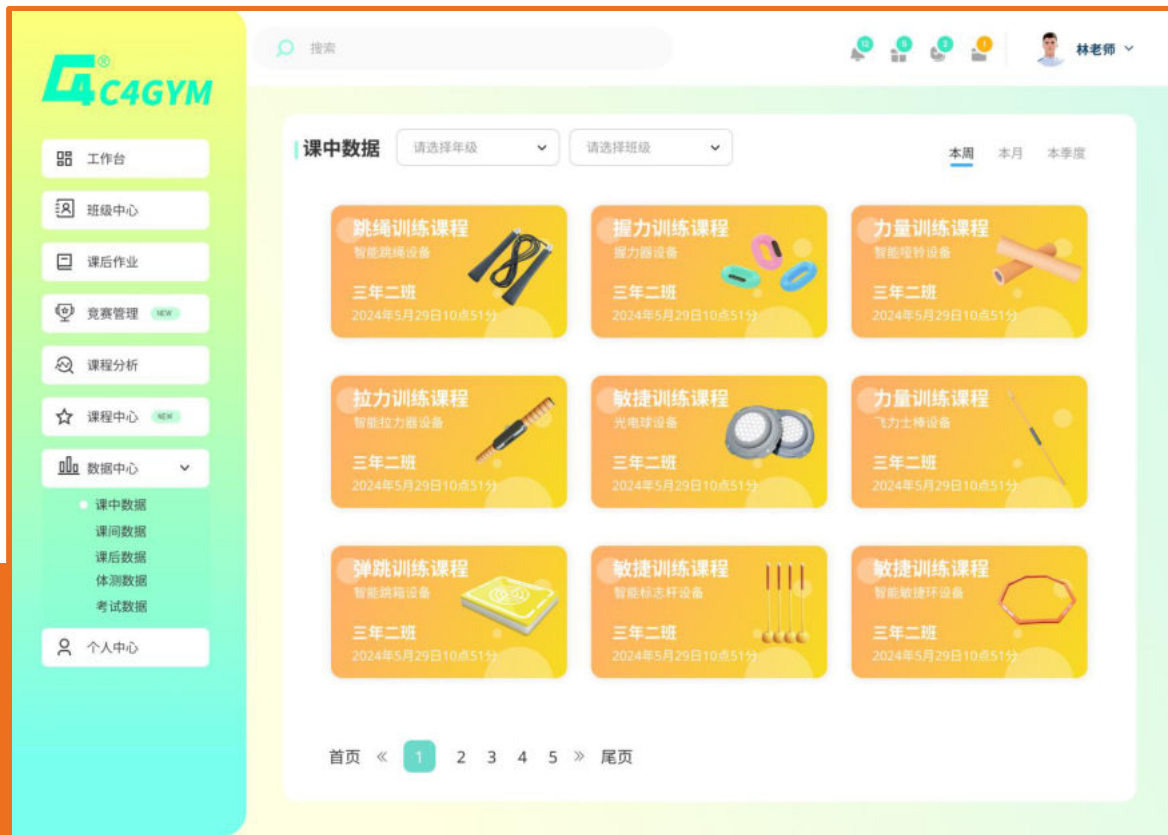 C4GYM®
工作台
班级中心
课后作业
竞赛管理 NEW
课程分析
课程中心 NEW
数据中心
课中数据
课间数据
课后数据
体测数据
考试数据
个人中心
搜索
12 5 2 1
林老师
课中数据 请选择年级 请选择班级
本周 本月 本季度
跳绳训练课程
智能跳绳设备
三年二班
2024年5月29日10点51分
握力训练课程
握力器设备
三年二班
2024年5月29日10点51分
力量训练课程
智能哑铃设备
三年二班
2024年5月29日10点51分
拉力训练课程
智能拉力器设备
三年二班
2024年5月29日10点51分
敏捷训练课程
光电球设备
三年二班
2024年5月29日10点51分
力量训练课程
飞力士棒设备
三年二班
2024年5月29日10点51分
弹跳训练课程
智能跳箱设备
三年二班
2024年5月29日10点51分
敏捷训练课程
智能标志杆设备
三年二班
2024年5月29日10点51分
敏捷训练课程
智能敏捷环设备
三年二班
2024年5月29日10点51分
首页 « 1 2 3 4 5 » 尾页